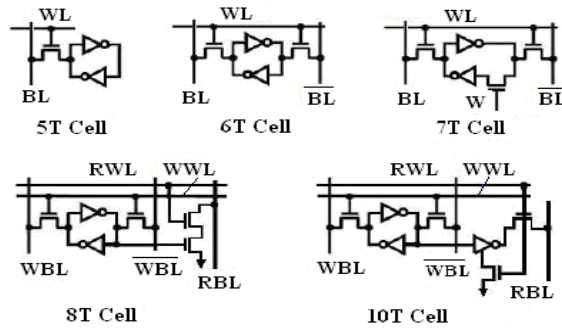 WL
BL
5T Cell
WL
BL
BL
6T Cell
WL
BL
W
BL
7T Cell
RWL WWL
WBL
WBL
RBL
8T Cell
RWL WWL
WBL
WBL
RBL
10T Cell